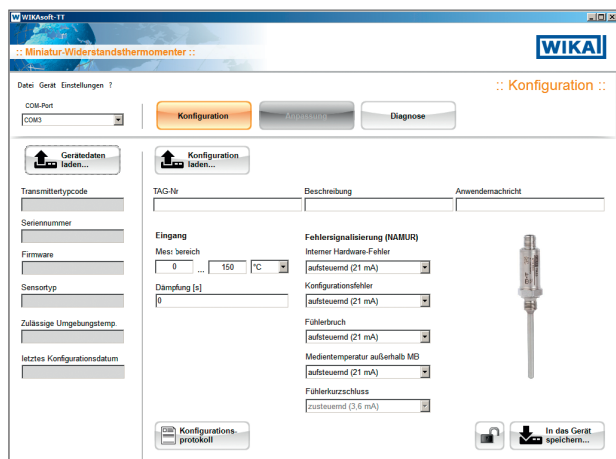 WIKAsoft-TT
:: Miniatur-Widerstandsthermomenter ::
WIKA
Datei Gerät Einstellungen ?
:: Konfiguration ::
COM-Port
COM3
Konfiguration
Anpassung
Diagnose
Gerätedaten
laden...
Konfiguration
laden...
Transmittertypcode
TAG-Nr
Beschreibung
Anwendernachricht
Seriennummer
Firmware
Sensortyp
Zulässige Umgebungstemp.
letztes Konfigurationsdatum
Eingang
Messbereich
0 ... 150 °C
Dämpfung [s]
0
Fehlersignalisierung (NAMUR)
Interner Hardware-Fehler
aufsteuernd (21 mA)
Konfigurationsfehler
aufsteuernd (21 mA)
Fühlerbruch
aufsteuernd (21 mA)
Medientemperatur außerhalb MB
aufsteuernd (21 mA)
Fühlerkurzschluss
zusteuernd (3,6 mA)
Konfigurations-
protokoll
In das Gerät
speichern...